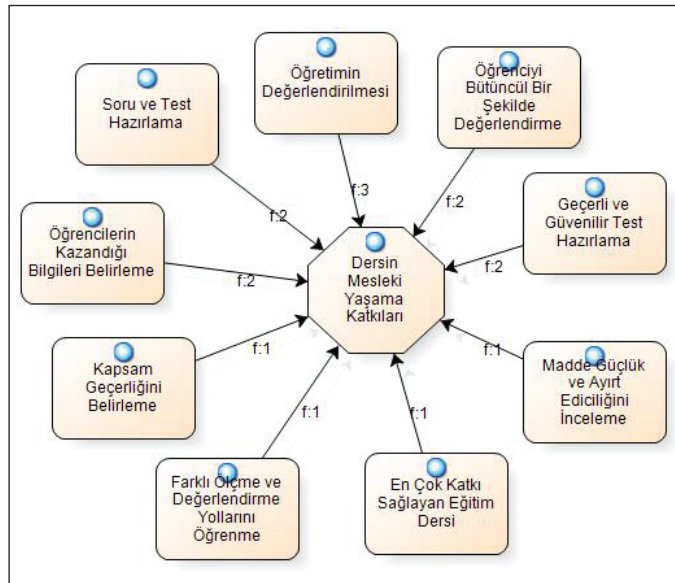 Soru ve Test
Hazırlama
Öğretimin
Değerlendirilmesi
Öğrenciyi
Bütüncül Bir
Şekilde
Değerlendirme
f:2
f:3
f:2
Öğrencilerin
Kazandığı
Bilgileri Belirleme
f:2
Dersin
Mesleki
Yaşama
Katkıları
Geçerli ve
Güvenilir Test
Hazırlama
f:2
Kapsam
Geçerliğini
Belirleme
f:1
Madde Güçlük
ve Ayırt
Ediciliğini
İnceleme
f:1
f:1
f:1
Farklı Ölçme ve
Değerlendirme
Yollarını
Öğrenme
En Çok Katkı
Sağlayan Eğitim
Dersi